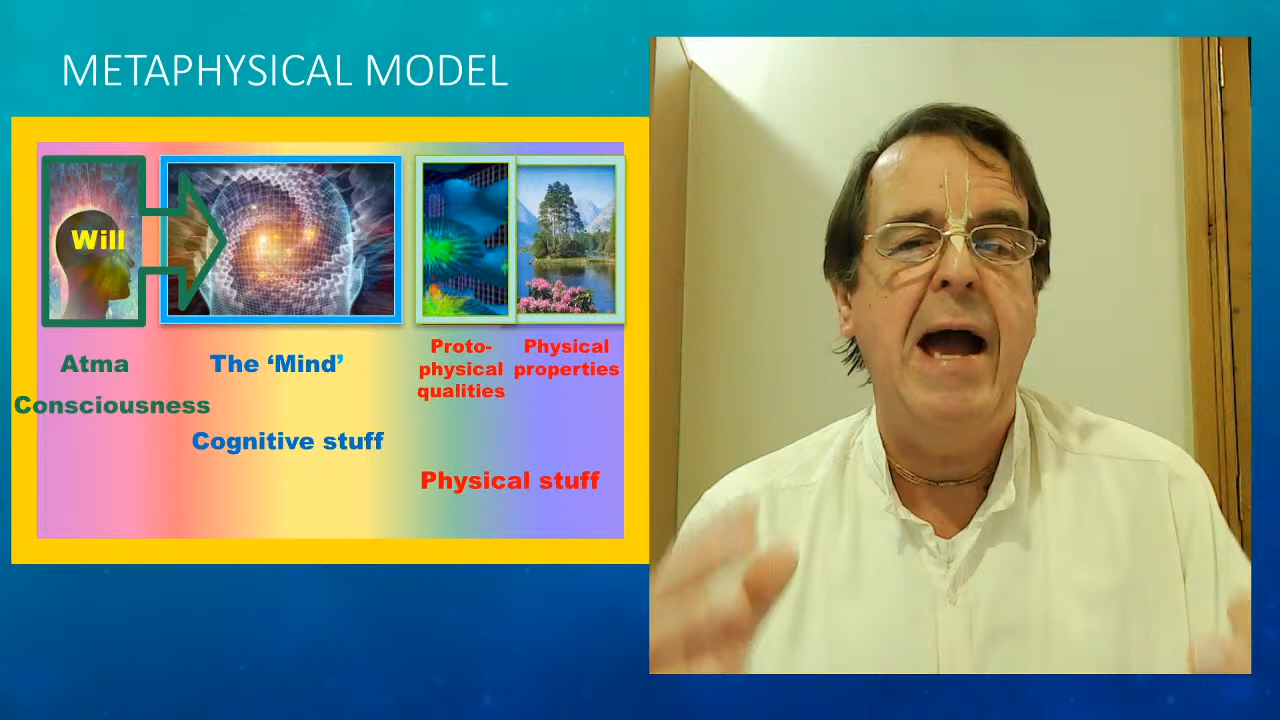 METAPHYSICAL MODEL
Will
Atma
Consciousness
The ‘Mind’
Cognitive stuff
Proto-
physical
qualities
Physical
properties
Physical stuff